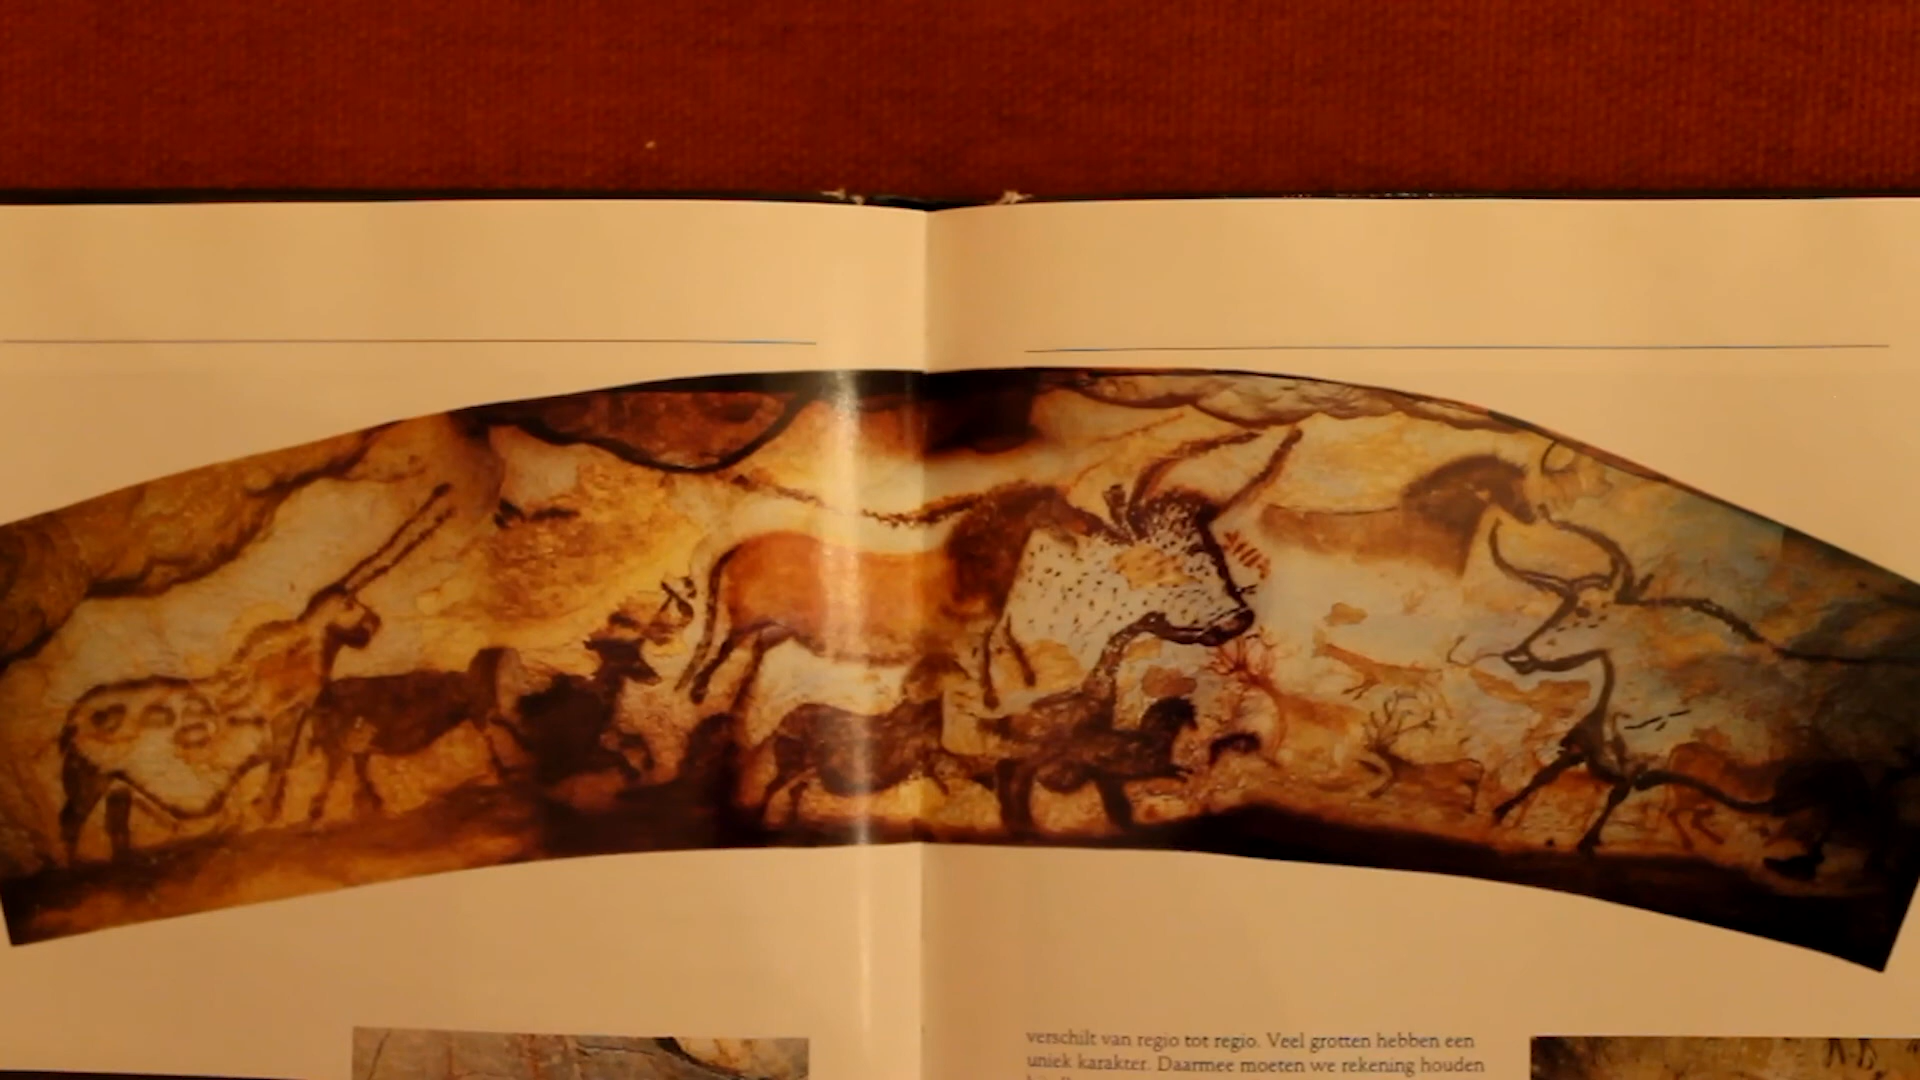 verschilt van regio tot regio. Veel grotten hebben een
uniek karakter. Daarmee moeten we rekening houden